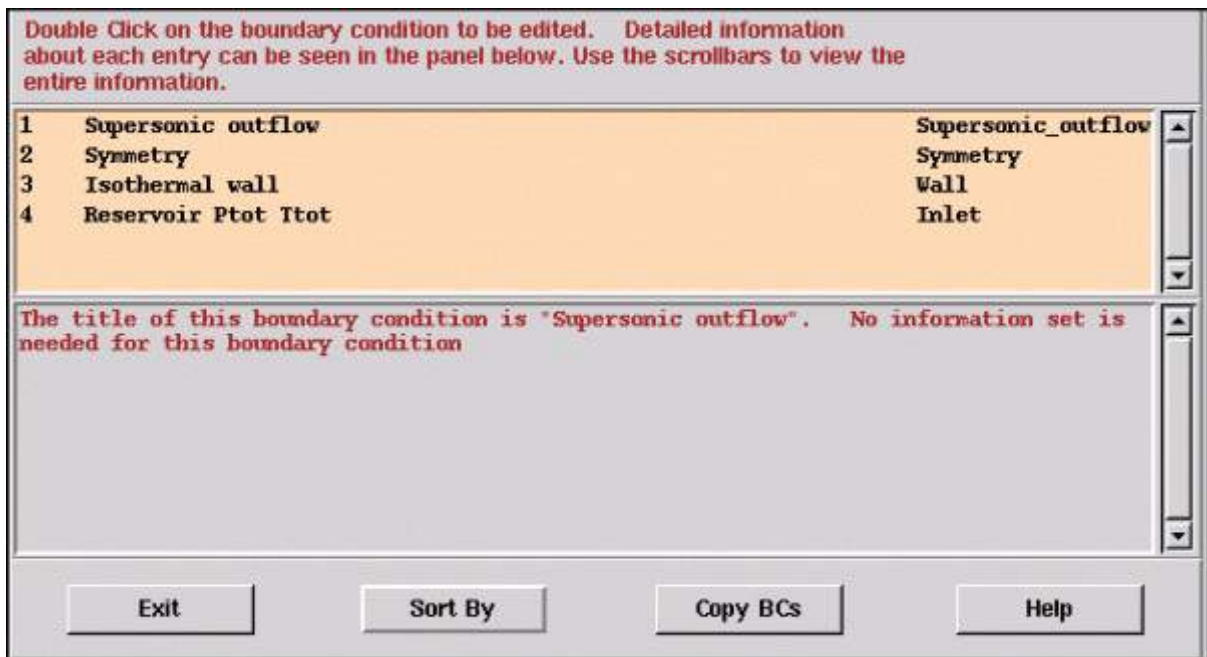 Double Click on the boundary condition to be edited. Detailed information
about each entry can be seen in the panel below. Use the scrollbars to view the
entire information.
1 Supersonic outflow Supersonic_outflow
2 Symmetry Symmetry
3 Isothermal wall Wall
4 Reservoir Ptot Ttot Inlet
The title of this boundary condition is "Supersonic outflow". No information set is
needed for this boundary condition
Exit Sort By Copy BCs Help